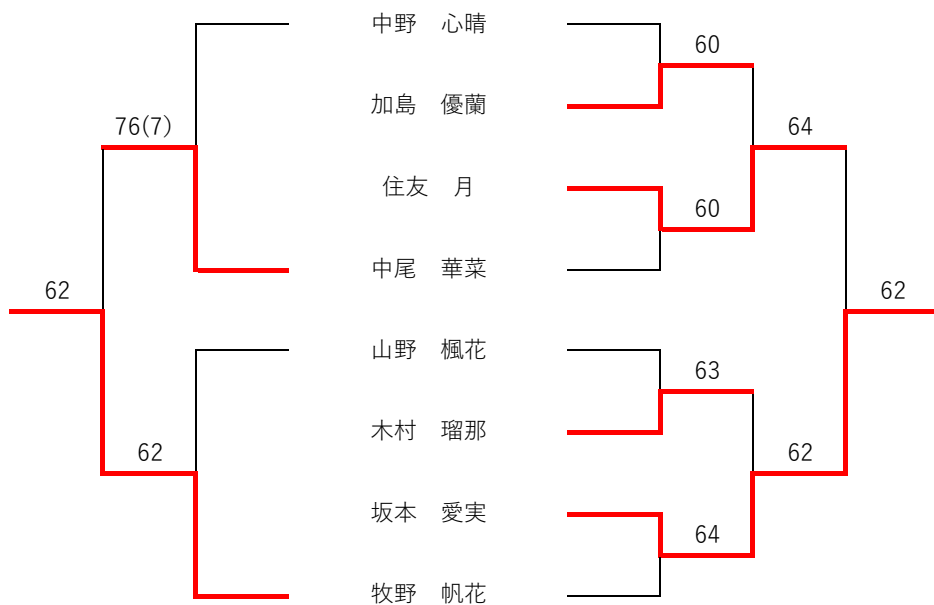 中野　心晴
60
加島　優蘭
76(7)
64
住友　月
60
中尾　華菜
62
62
山野　楓花
63
木村　瑠那
62
62
坂本　愛実
64
牧野　帆花